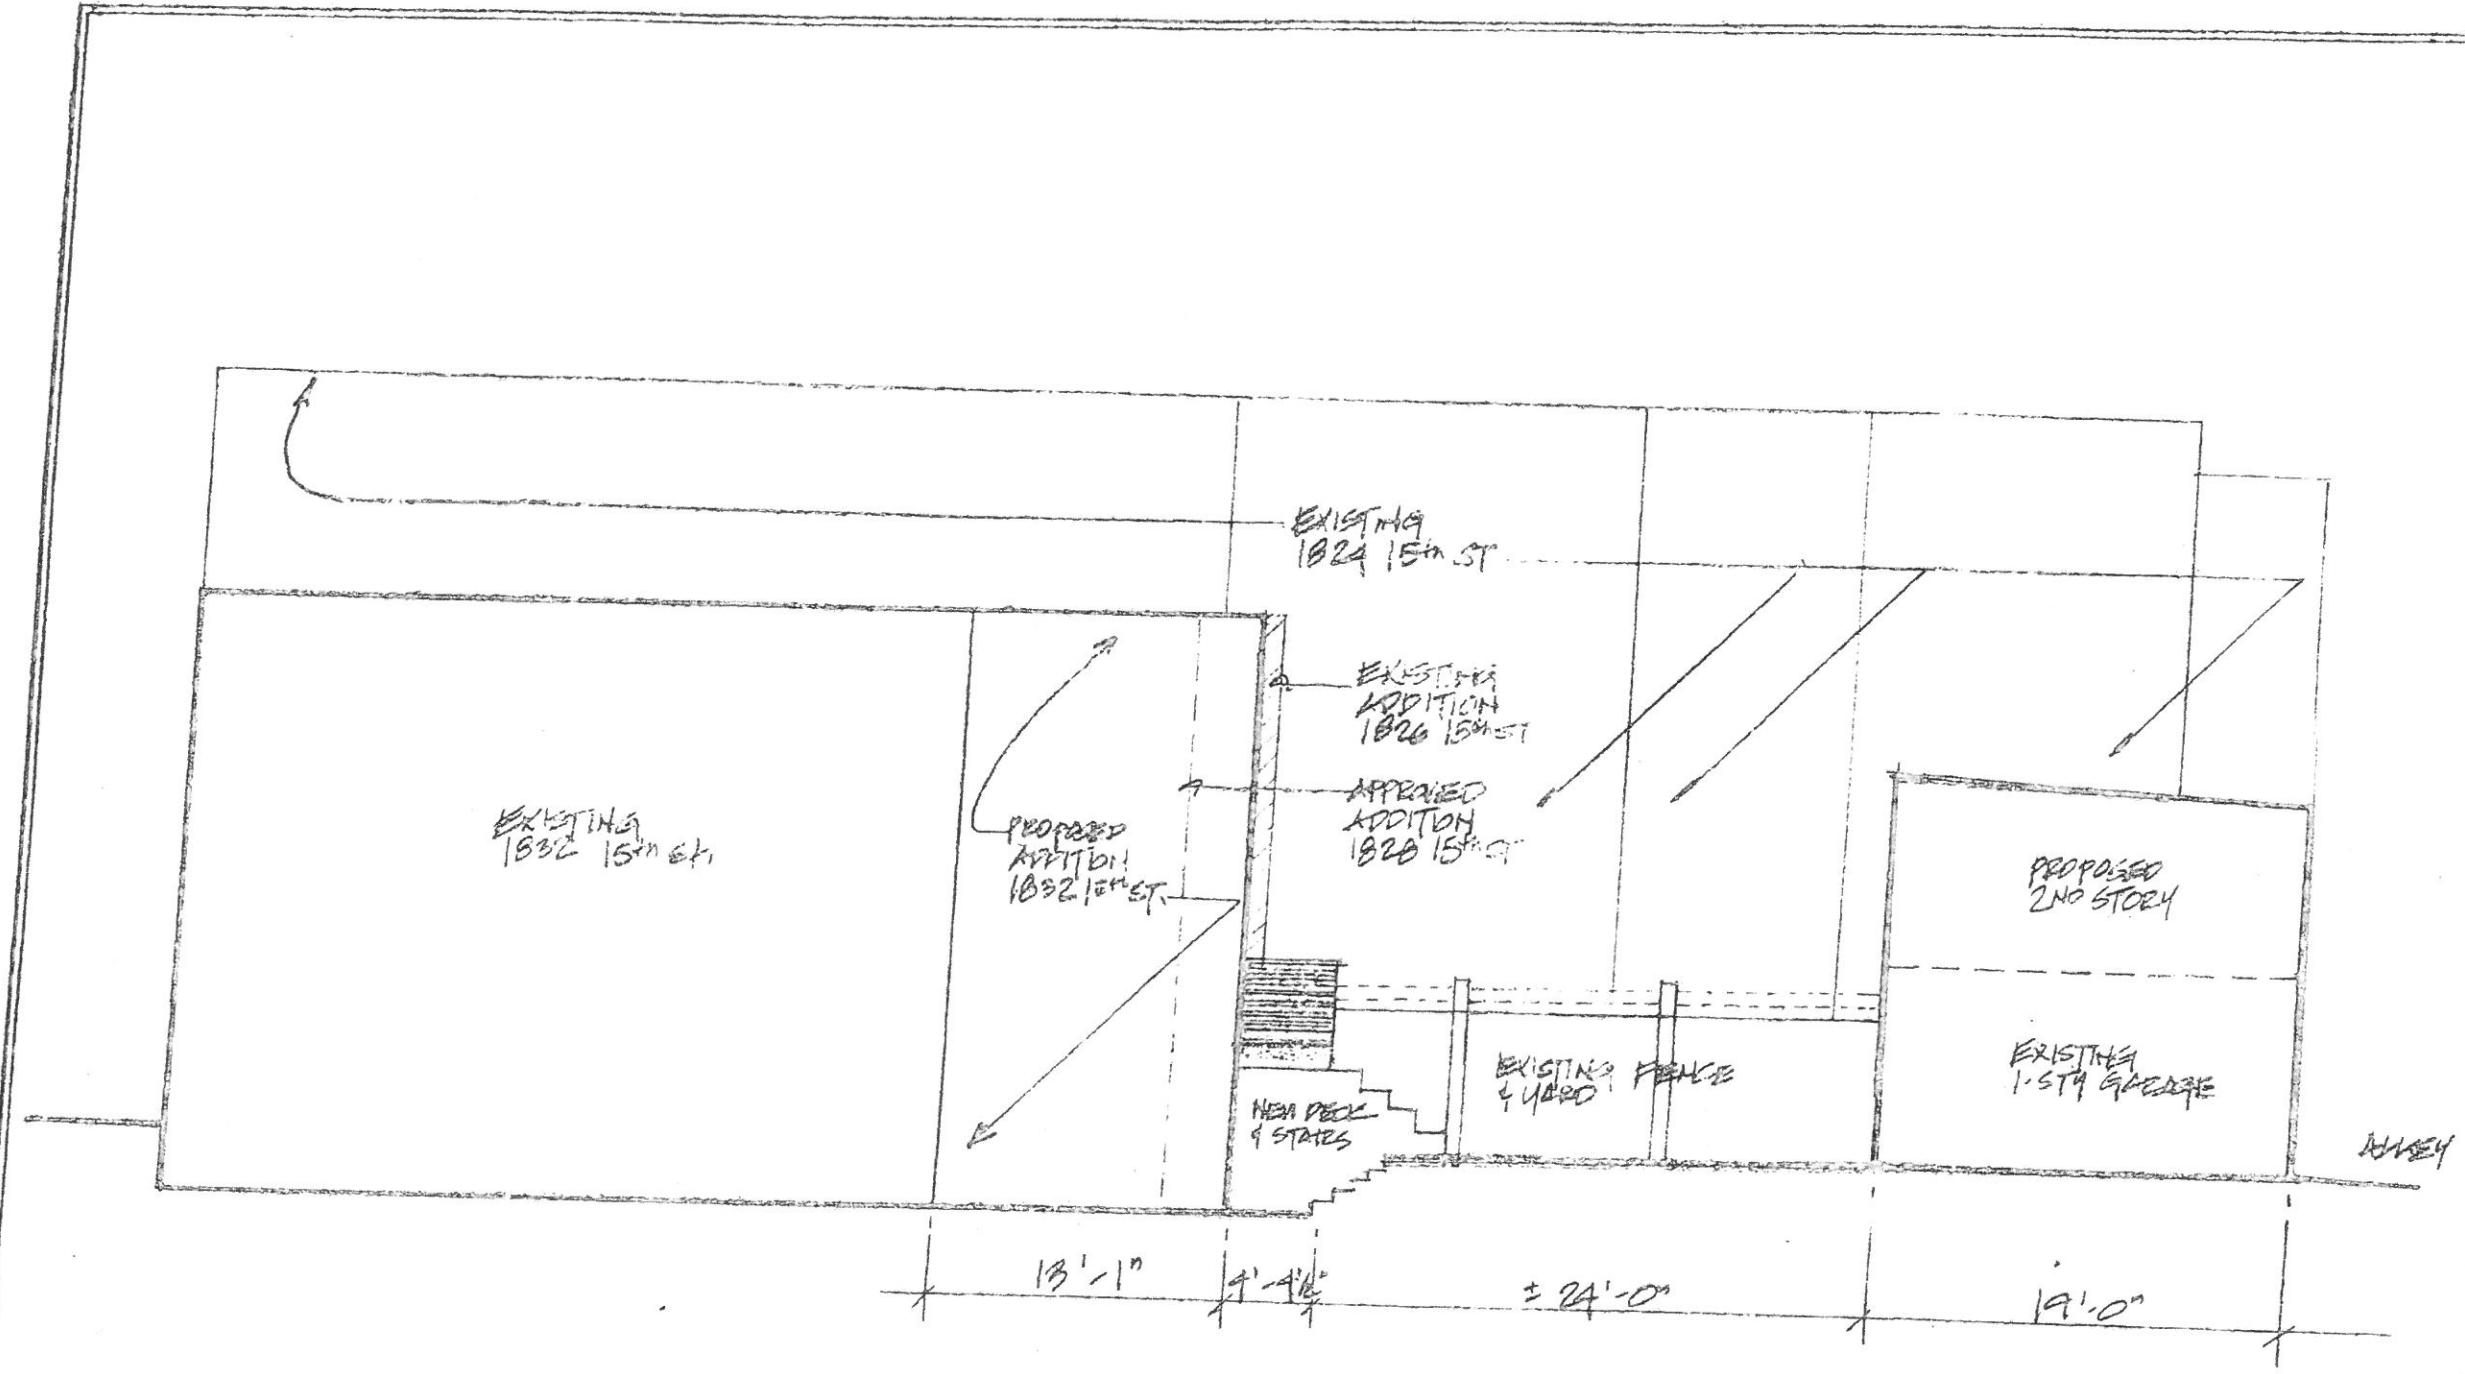 EXISTING
1824 15th ST
EXISTING
ADDITION
1826 15th ST
APPROVED
ADDITION
1828 15th ST
EXISTING
1832 15th St.
PROPOSED
ADDITION
1832 15th ST.
PROPOSED
2ND STORY
EXISTING FENCE
& YARD
EXISTING
1-STY GARAGE
NEW DECK
& STAIRS
ALLEY
13'-1"
4'-4½"
± 24'-0"
19'-0"